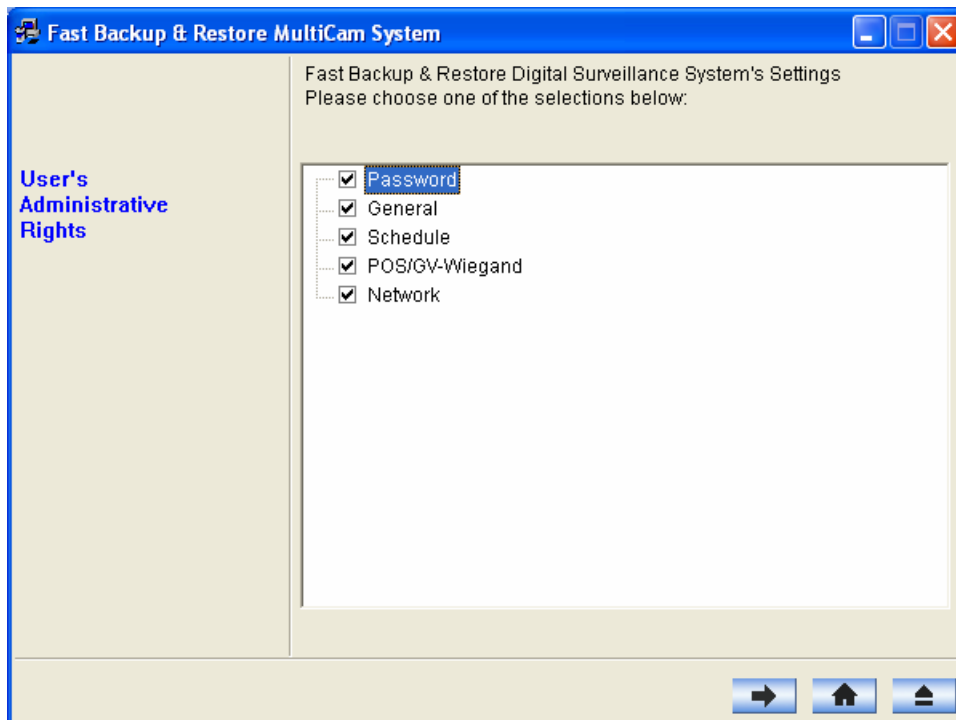 Fast Backup & Restore MultiCam System
Fast Backup & Restore Digital Surveillance System's Settings
Please choose one of the selections below:
User's
Administrative
Rights
Password
General
Schedule
POS/GV-Wiegand
Network